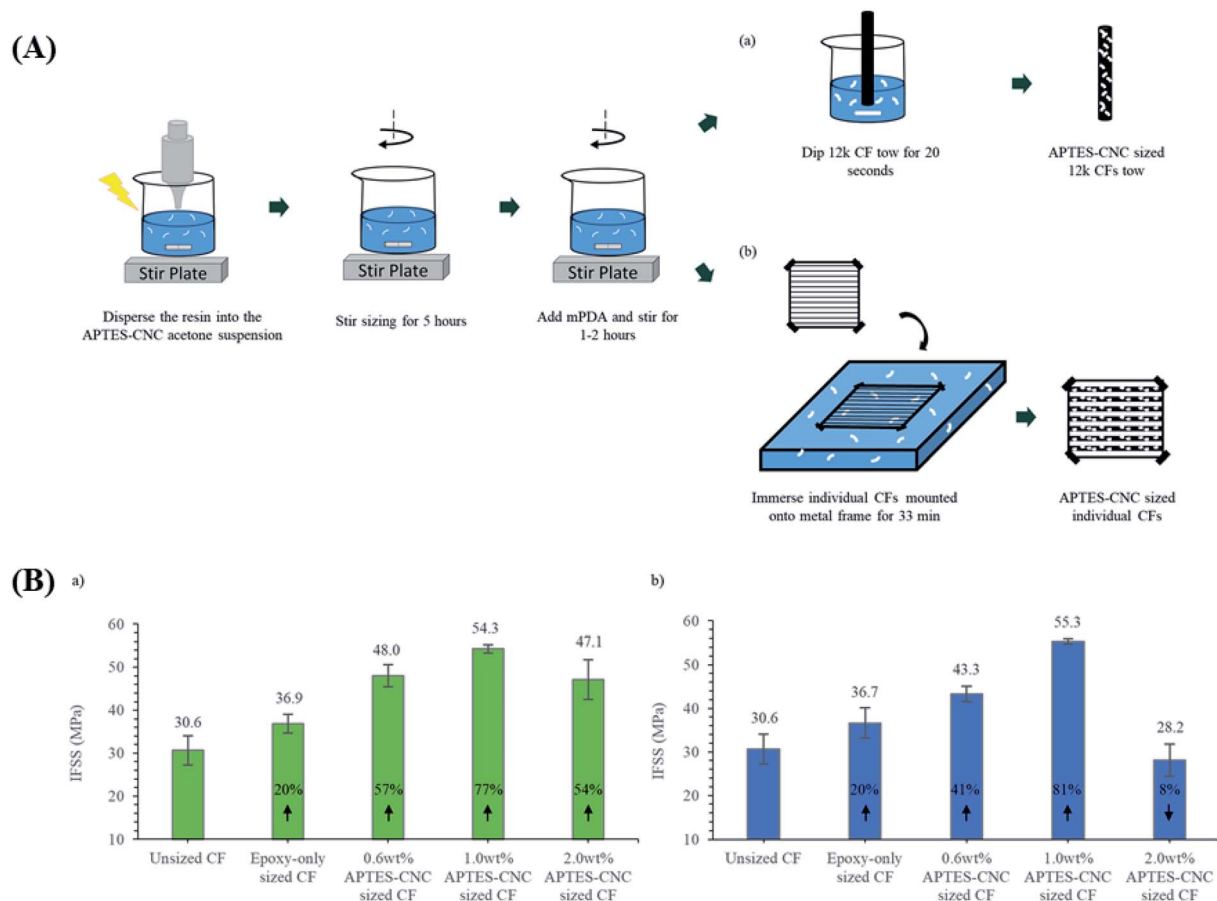 (A)
(a)
Dip 12k CF tow for 20
seconds
APTES-CNC sized
12k CFs tow
Stir Plate
Stir Plate
Stir Plate
Disperse the resin into the
APTES-CNC acetone suspension
Stir sizing for 5 hours
Add mPDA and stir for
1-2 hours
(b)
Immerse individual CFs mounted
onto metal frame for 33 min
APTES-CNC sized
individual CFs
(B)
a)
IFSS (MPa)
60
50
40
30
20
10
30.6
36.9
48.0
54.3
47.1
20%
57%
77%
54%
Unsized CF
Epoxy-only
sized CF
0.6wt%
APTES-CNC
sized CF
1.0wt%
APTES-CNC
sized CF
2.0wt%
APTES-CNC
sized CF
b)
IFSS (MPa)
60
50
40
30
20
10
30.6
36.7
43.3
55.3
28.2
20%
41%
81%
8%
Unsized CF
Epoxy-only
sized CF
0.6wt%
APTES-CNC
sized CF
1.0wt%
APTES-CNC
sized CF
2.0wt%
APTES-CNC
sized CF